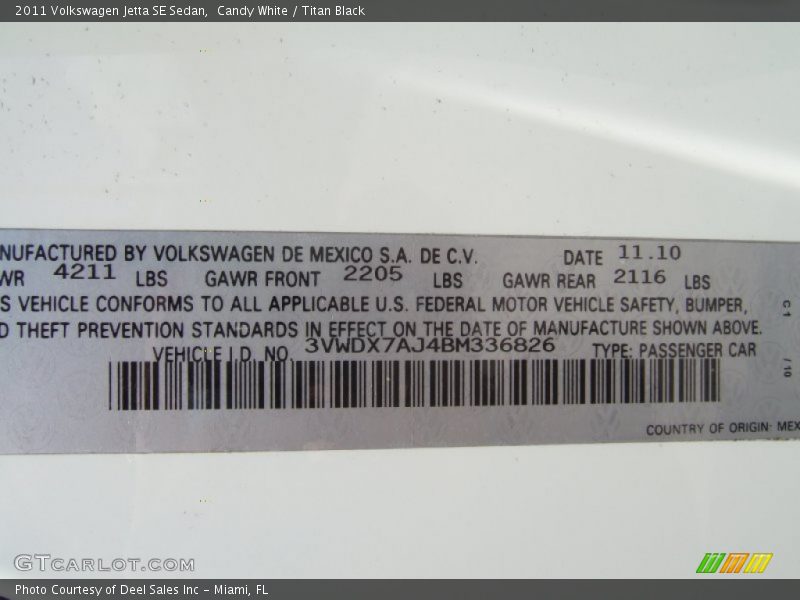 2011 Volkswagen Jetta SE Sedan, Candy White / Titan Black
NUFACTURED BY VOLKSWAGEN DE MEXICO S.A. DE C.V. DATE 11.10
WR 4211 LBS GAWR FRONT 2205 LBS GAWR REAR 2116 LBS
S VEHICLE CONFORMS TO ALL APPLICABLE U.S. FEDERAL MOTOR VEHICLE SAFETY, BUMPER,
D THEFT PREVENTION STANDARDS IN EFFECT ON THE DATE OF MANUFACTURE SHOWN ABOVE.
VEHICLE I.D. NO. 3VWDX7AJ4BM336826 TYPE: PASSENGER CAR
C1 /10
COUNTRY OF ORIGIN: MEX
GTCARLOT.COM
Photo Courtesy of Deel Sales Inc - Miami, FL